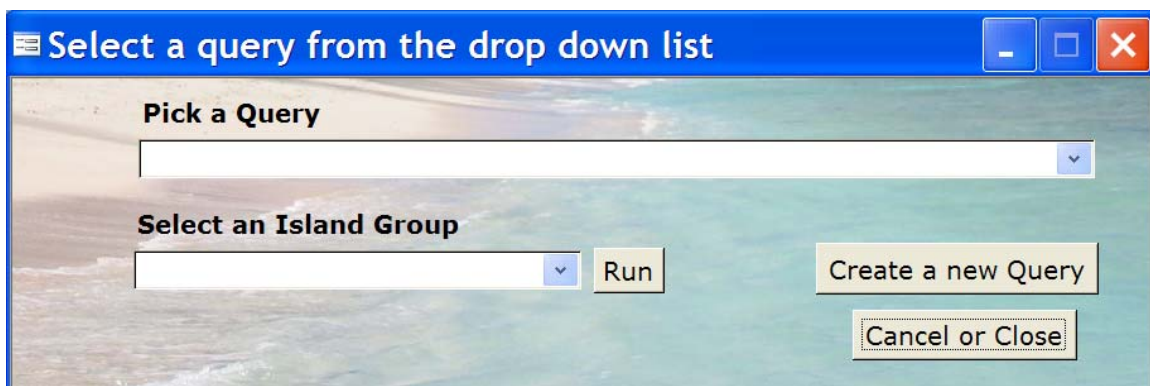 Select a query from the drop down list
Pick a Query
Select an Island Group
Run
Create a new Query
Cancel or Close